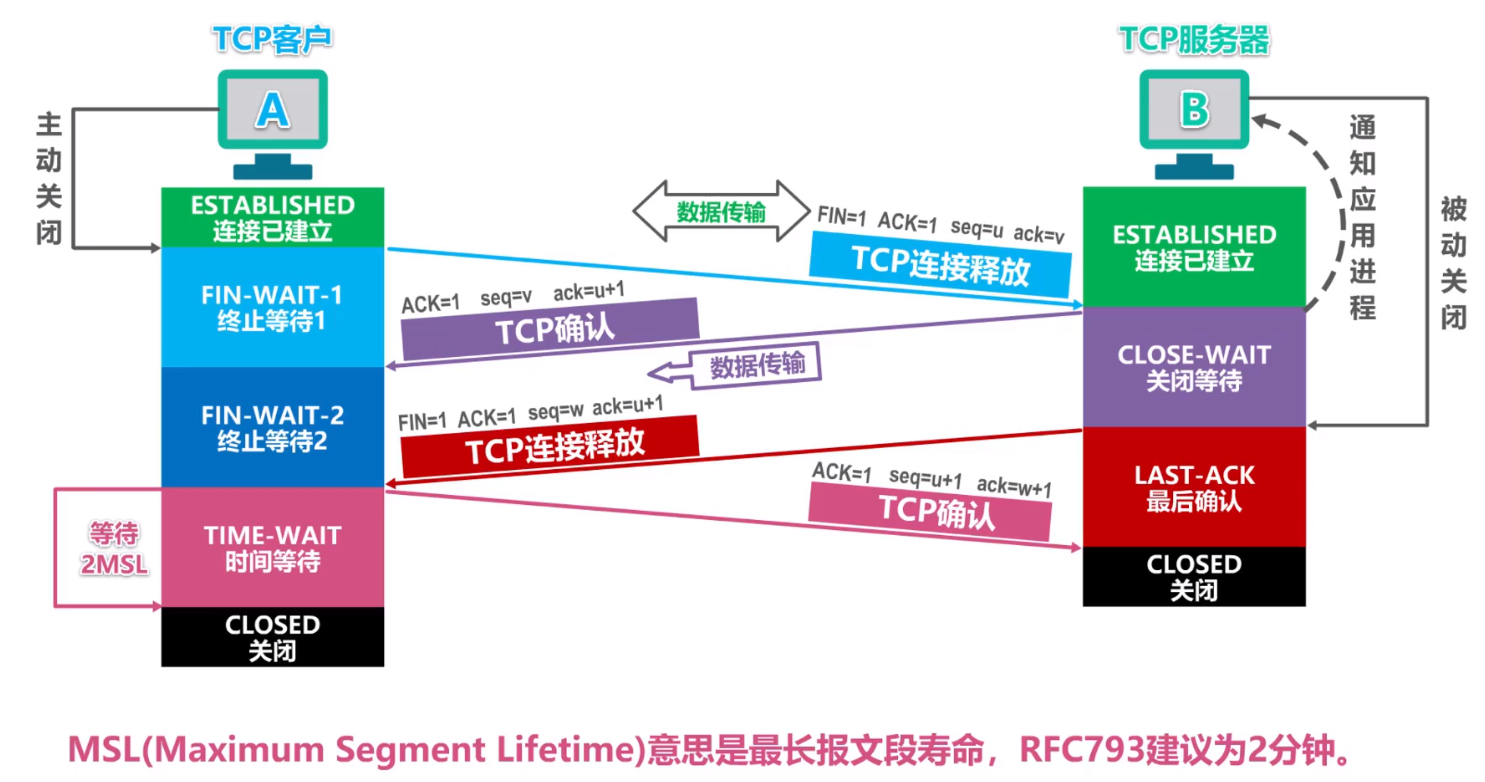 TCP客户
TCP服务器
A
B
主动关闭
通知应用进程
被动关闭
ESTABLISHED
连接已建立
数据传输
FIN=1 ACK=1 seq=u ack=v
TCP连接释放
ESTABLISHED
连接已建立
FIN-WAIT-1
终止等待1
ACK=1 seq=v ack=u+1
TCP确认
数据传输
CLOSE-WAIT
关闭等待
FIN-WAIT-2
终止等待2
FIN=1 ACK=1 seq=w ack=u+1
TCP连接释放
ACK=1 seq=u+1 ack=w+1
TCP确认
LAST-ACK
最后确认
等待
2MSL
TIME-WAIT
时间等待
CLOSED
关闭
CLOSED
关闭
MSL(Maximum Segment Lifetime)意思是最长报文段寿命，RFC793建议为2分钟。